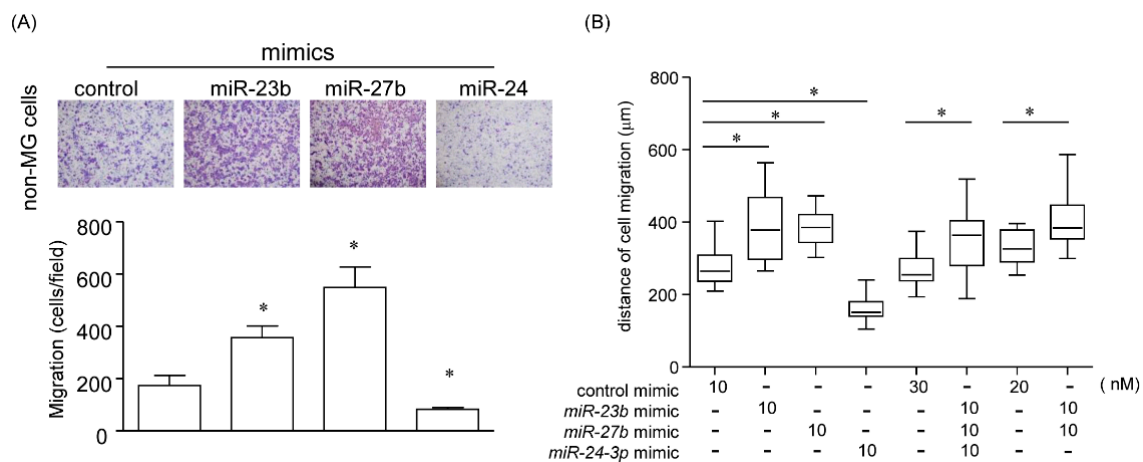 (A)
mimics
control miR-23b miR-27b miR-24
non-MG cells
Migration (cells/field)
800
600
400
200
0
*
*
*
(B)
distance of cell migration (μm)
800
600
400
200
0
*
*
*
*
*
control mimic 10 - - - 30 - 20 - ( nM)
miR-23b mimic - 10 - - - 10 - 10
miR-27b mimic - - 10 - - 10 - 10
miR-24-3p mimic - - - 10 - 10 - -